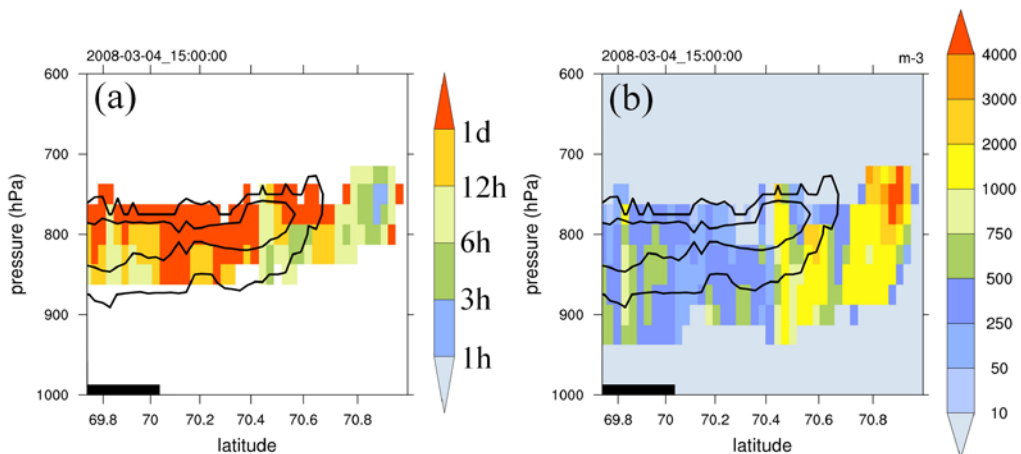 2008-03-04_15:00:00
(a)
600
700
800
900
1000
pressure (hPa)
69.8 70 70.2 70.4 70.6 70.8
latitude
1d
12h
6h
3h
1h
2008-03-04_15:00:00 m-3
(b)
600
700
800
900
1000
pressure (hPa)
69.8 70 70.2 70.4 70.6 70.8
latitude
4000
3000
2000
1000
750
500
250
50
10